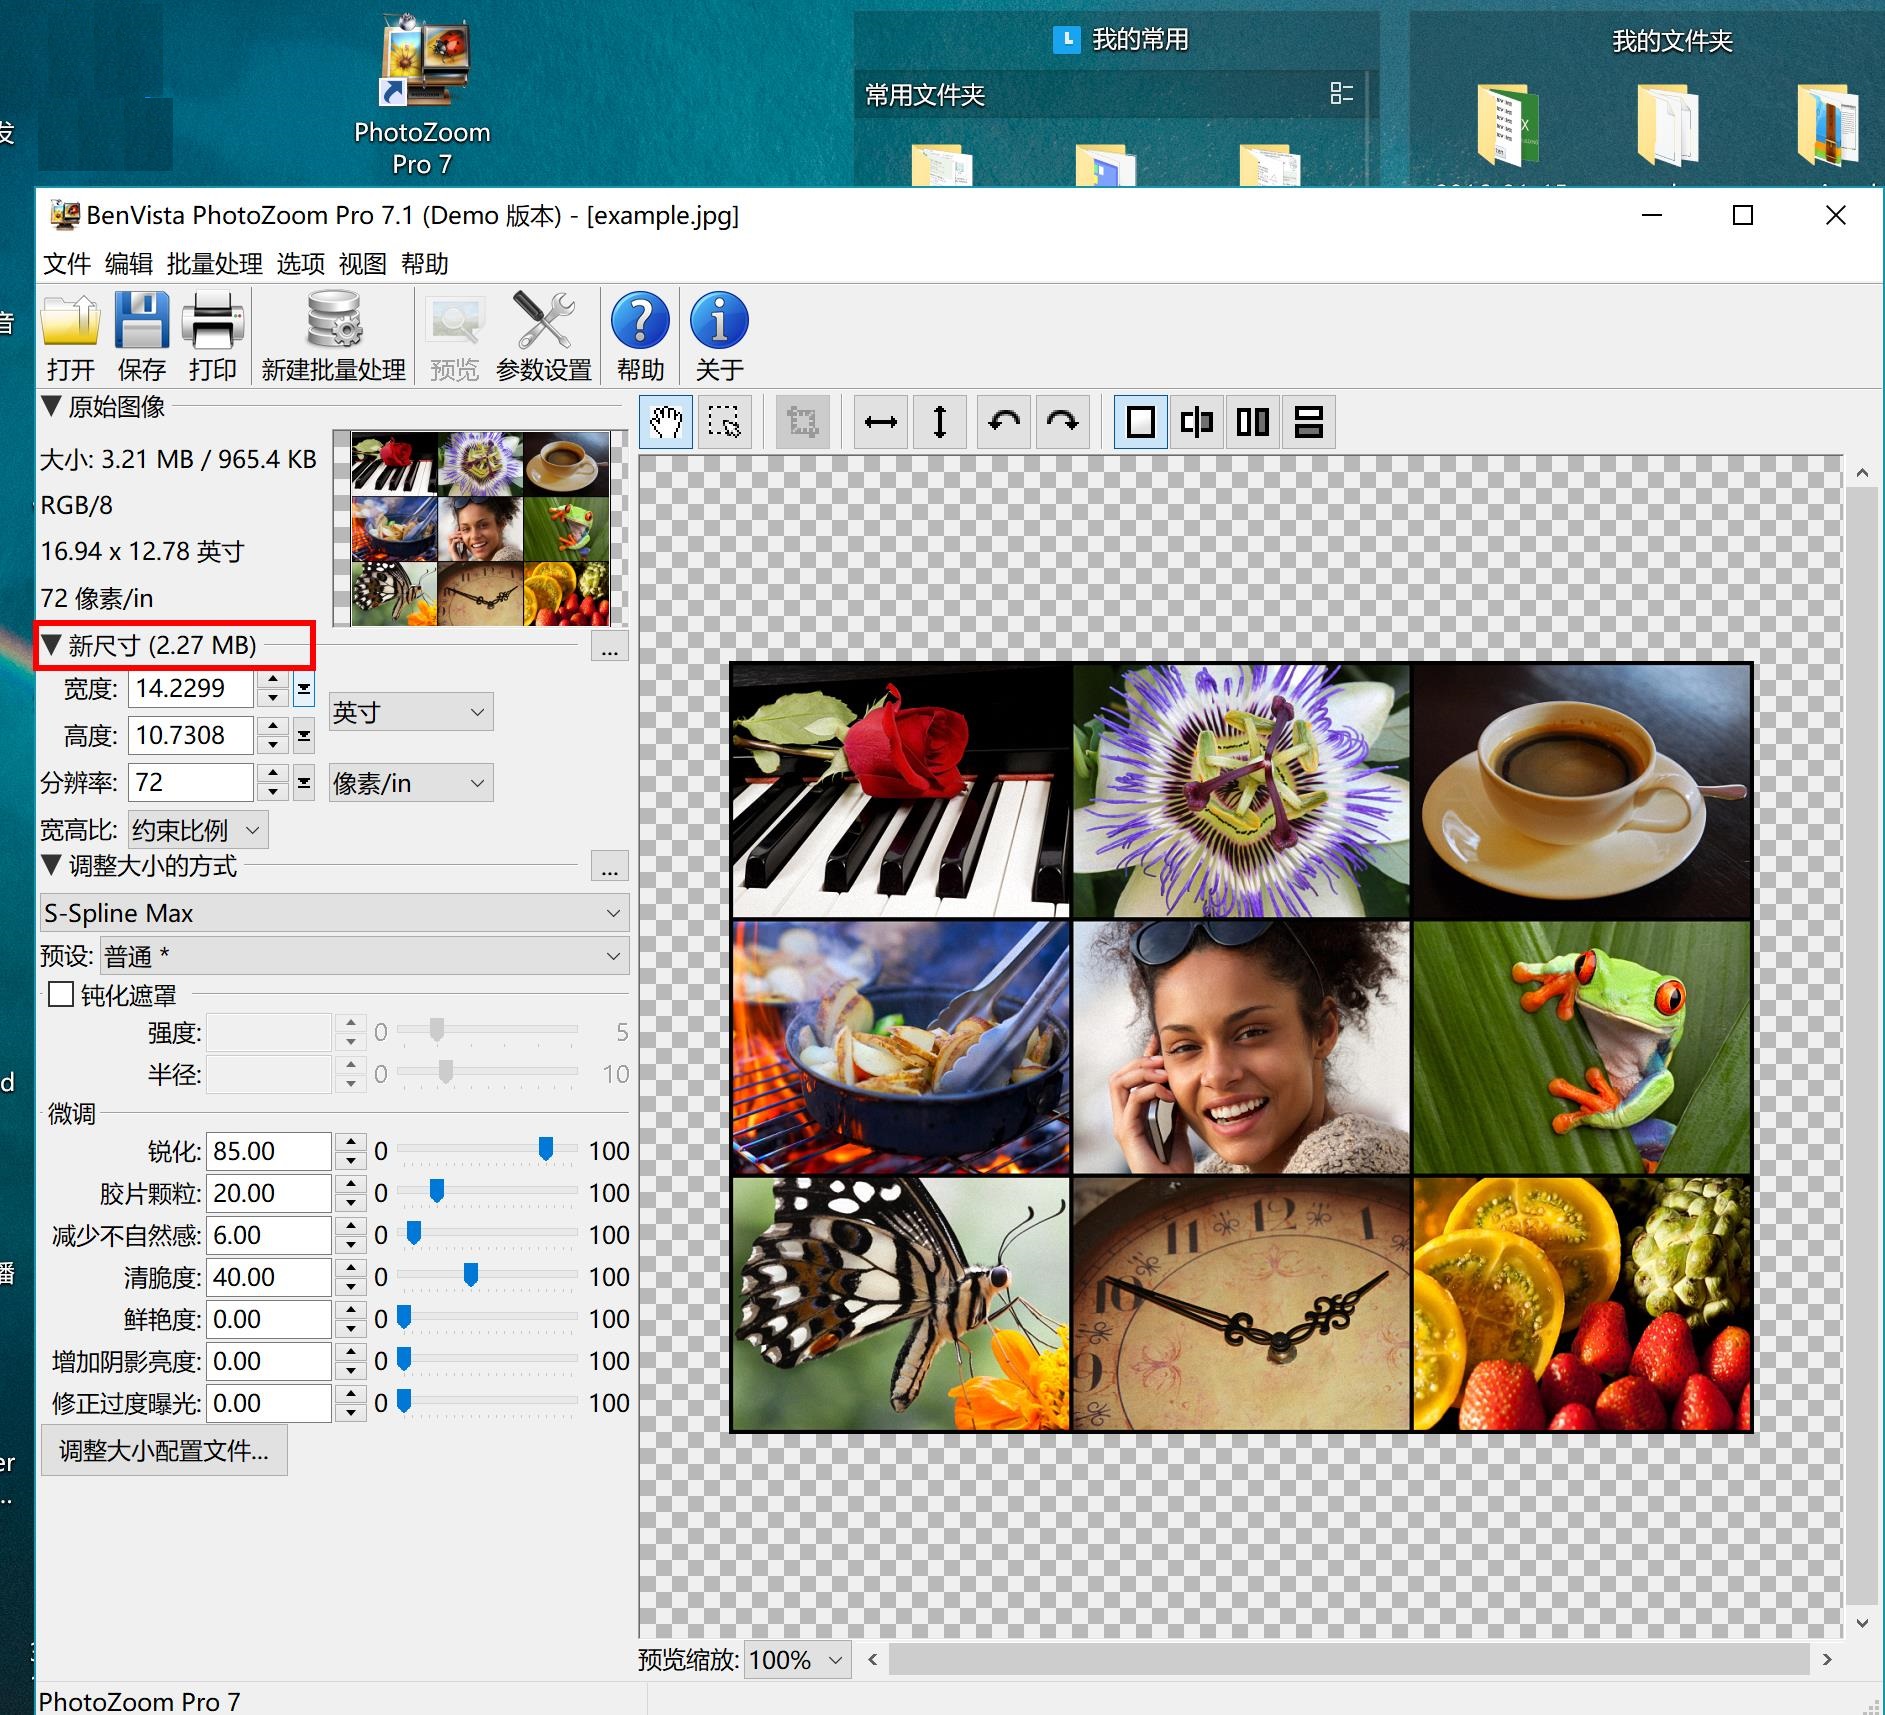 发
PhotoZoom
Pro 7
我的常用
常用文件夹
我的文件夹
音
d
播
er
..
BenVista PhotoZoom Pro 7.1 (Demo 版本) - [example.jpg]
文件 编辑 批量处理 选项 视图 帮助
打开 保存 打印 新建批量处理 预览 参数设置 帮助 关于
原始图像
大小: 3.21 MB / 965.4 KB
RGB/8
16.94 x 12.78 英寸
72 像素/in
新尺寸 (2.27 MB)
...
宽度: 14.2299
英寸
高度: 10.7308
分辨率: 72 像素/in
宽高比: 约束比例
调整大小的方式
...
S-Spline Max
预设: 普通 *
钝化遮罩
强度: 0 5
半径: 0 10
微调
锐化: 85.00 0 100
胶片颗粒: 20.00 0 100
减少不自然感: 6.00 0 100
清脆度: 40.00 0 100
鲜艳度: 0.00 0 100
增加阴影亮度: 0.00 0 100
修正过度曝光: 0.00 0 100
调整大小配置文件...
11 12 1
10
9
预览缩放: 100%
PhotoZoom Pro 7